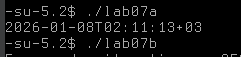 -su-5.2$ ./lab07a
2026-01-08T02:11:13+03
-su-5.2$ ./lab07b